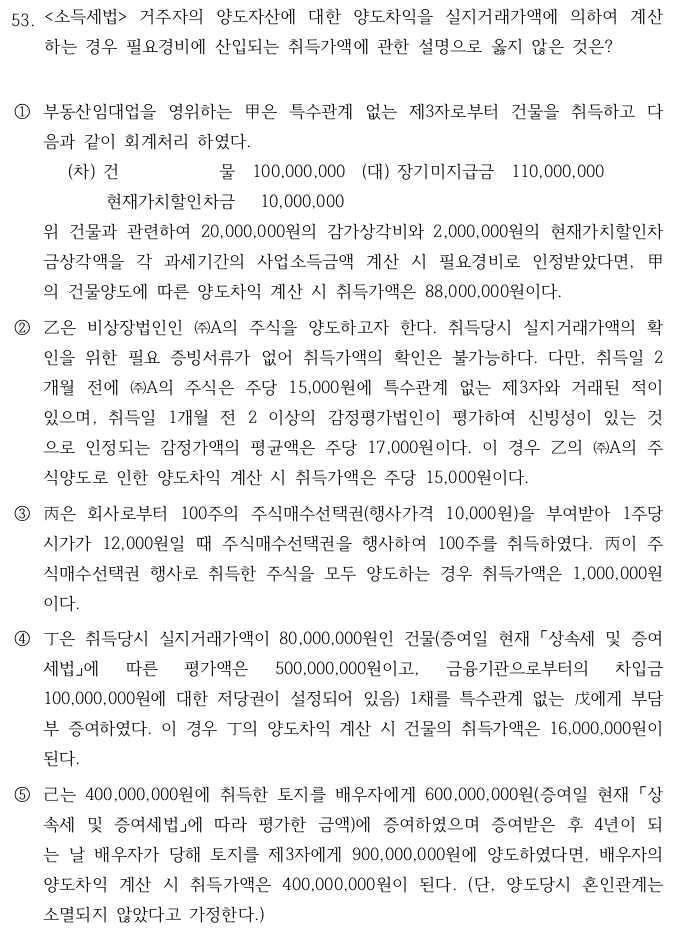 53. <소득세법> 거주자의 양도자산에 대한 양도차익을 실지거래가액에 의하여 계산
하는 경우 필요경비에 산입되는 취득가액에 관한 설명으로 옳지 않은 것은?
① 부동산임대업을 영위하는 甲은 특수관계 없는 제3자로부터 건물을 취득하고 다
음과 같이 회계처리 하였다.
(차) 건 물 100,000,000 (대) 장기미지급금 110,000,000
현재가치할인차금 10,000,000
위 건물과 관련하여 20,000,000원의 감가상각비와 2,000,000원의 현재가치할인차
금상각액을 각 과세기간의 사업소득금액 계산 시 필요경비로 인정받았다면, 甲
의 건물양도에 따른 양도차익 계산 시 취득가액은 88,000,000원이다.
② 乙은 비상장법인인 ㈜A의 주식을 양도하고자 한다. 취득당시 실지거래가액의 확
인을 위한 필요 증빙서류가 없어 취득가액의 확인은 불가능하다. 다만, 취득일 2
개월 전에 ㈜A의 주식은 주당 15,000원에 특수관계 없는 제3자와 거래된 적이
있으며, 취득일 1개월 전 2 이상의 감정평가법인이 평가하여 신빙성이 있는 것
으로 인정되는 감정가액의 평균액은 주당 17,000원이다. 이 경우 乙의 ㈜A의 주
식양도로 인한 양도차익 계산 시 취득가액은 주당 15,000원이다.
③ 丙은 회사로부터 100주의 주식매수선택권(행사가격 10,000원)을 부여받아 1주당
시가가 12,000원일 때 주식매수선택권을 행사하여 100주를 취득하였다. 丙이 주
식매수선택권 행사로 취득한 주식을 모두 양도하는 경우 취득가액은 1,000,000원
이다.
④ 丁은 취득당시 실지거래가액이 80,000,000원인 건물(증여일 현재 「상속세 및 증여
세법」에 따른 평가액은 500,000,000원이고, 금융기관으로부터의 차입금
100,000,000원에 대한 저당권이 설정되어 있음) 1채를 특수관계 없는 戊에게 부담
부 증여하였다. 이 경우 丁의 양도차익 계산 시 건물의 취득가액은 16,000,000원이
된다.
⑤ 己는 400,000,000원에 취득한 토지를 배우자에게 600,000,000원(증여일 현재 「상
속세 및 증여세법」에 따라 평가한 금액)에 증여하였으며 증여받은 후 4년이 되
는 날 배우자가 당해 토지를 제3자에게 900,000,000원에 양도하였다면, 배우자의
양도차익 계산 시 취득가액은 400,000,000원이 된다. (단, 양도당시 혼인관계는
소멸되지 않았다고 가정한다.)